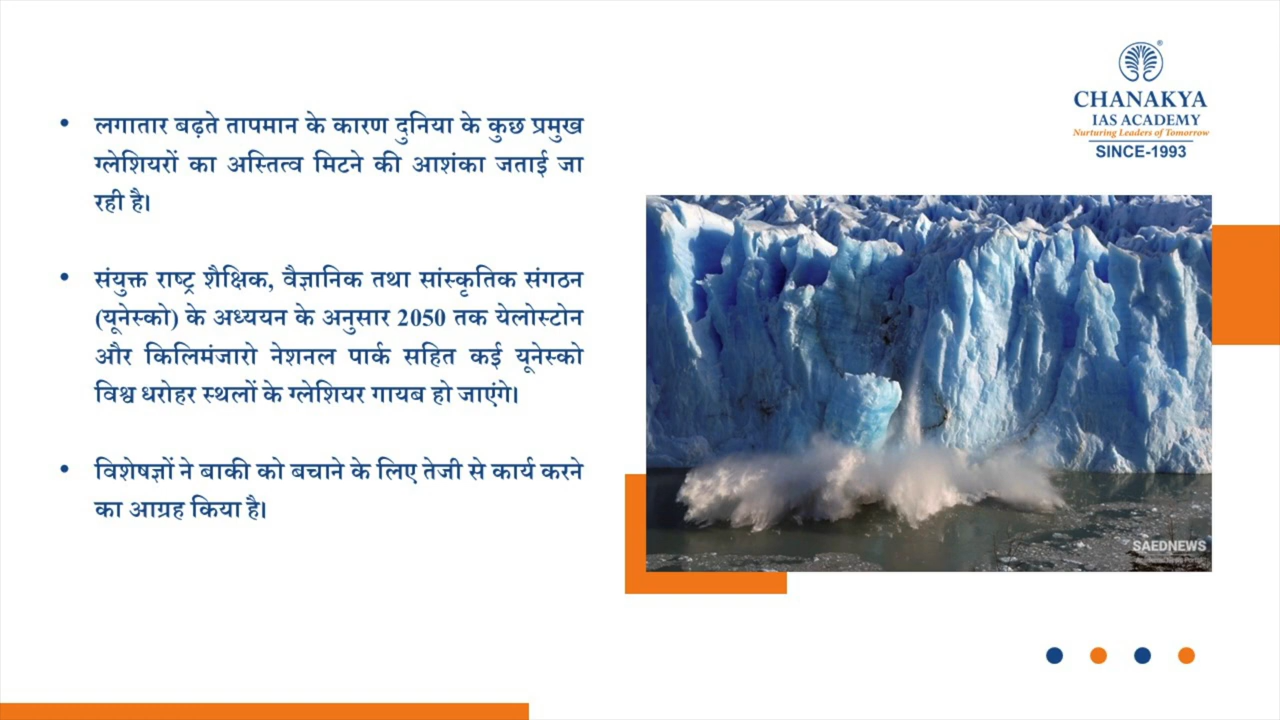 • लगातार बढ़ते तापमान के कारण दुनिया के कुछ प्रमुख
ग्लेशियरों का अस्तित्व मिटने की आशंका जताई जा
रही है।
• संयुक्त राष्ट्र शैक्षिक, वैज्ञानिक तथा सांस्कृतिक संगठन
(यूनेस्को) के अध्ययन के अनुसार 2050 तक येलोस्टोन
और किलिमंजारो नेशनल पार्क सहित कई यूनेस्को
विश्व धरोहर स्थलों के ग्लेशियर गायब हो जाएंगे।
• विशेषज्ञों ने बाकी को बचाने के लिए तेजी से कार्य करने
का आग्रह किया है।
®
CHANAKYA
IAS ACADEMY
Nurturing Leaders of Tomorrow
SINCE-1993
SAEDNEWS